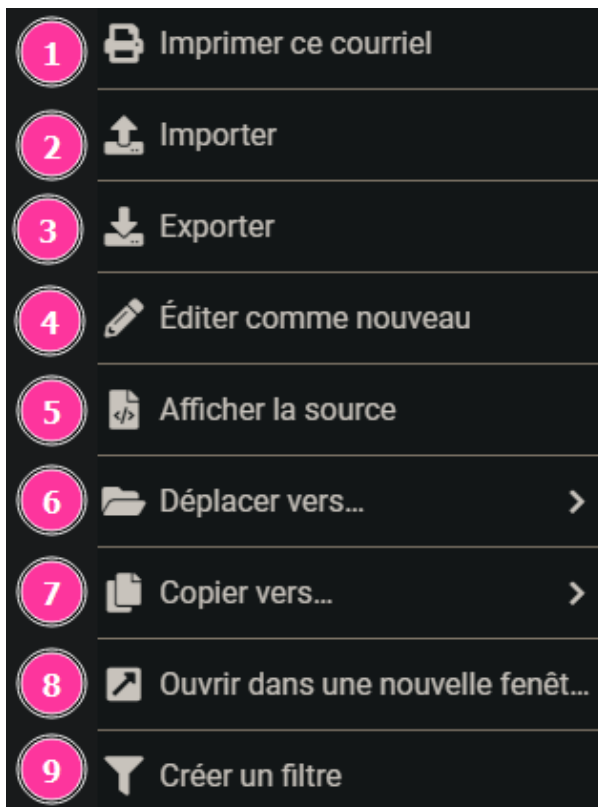 1 Imprimer ce courriel
2 Importer
3 Exporter
4 Éditer comme nouveau
5 Afficher la source
6 Déplacer vers...
7 Copier vers...
8 Ouvrir dans une nouvelle fenêt...
9 Créer un filtre